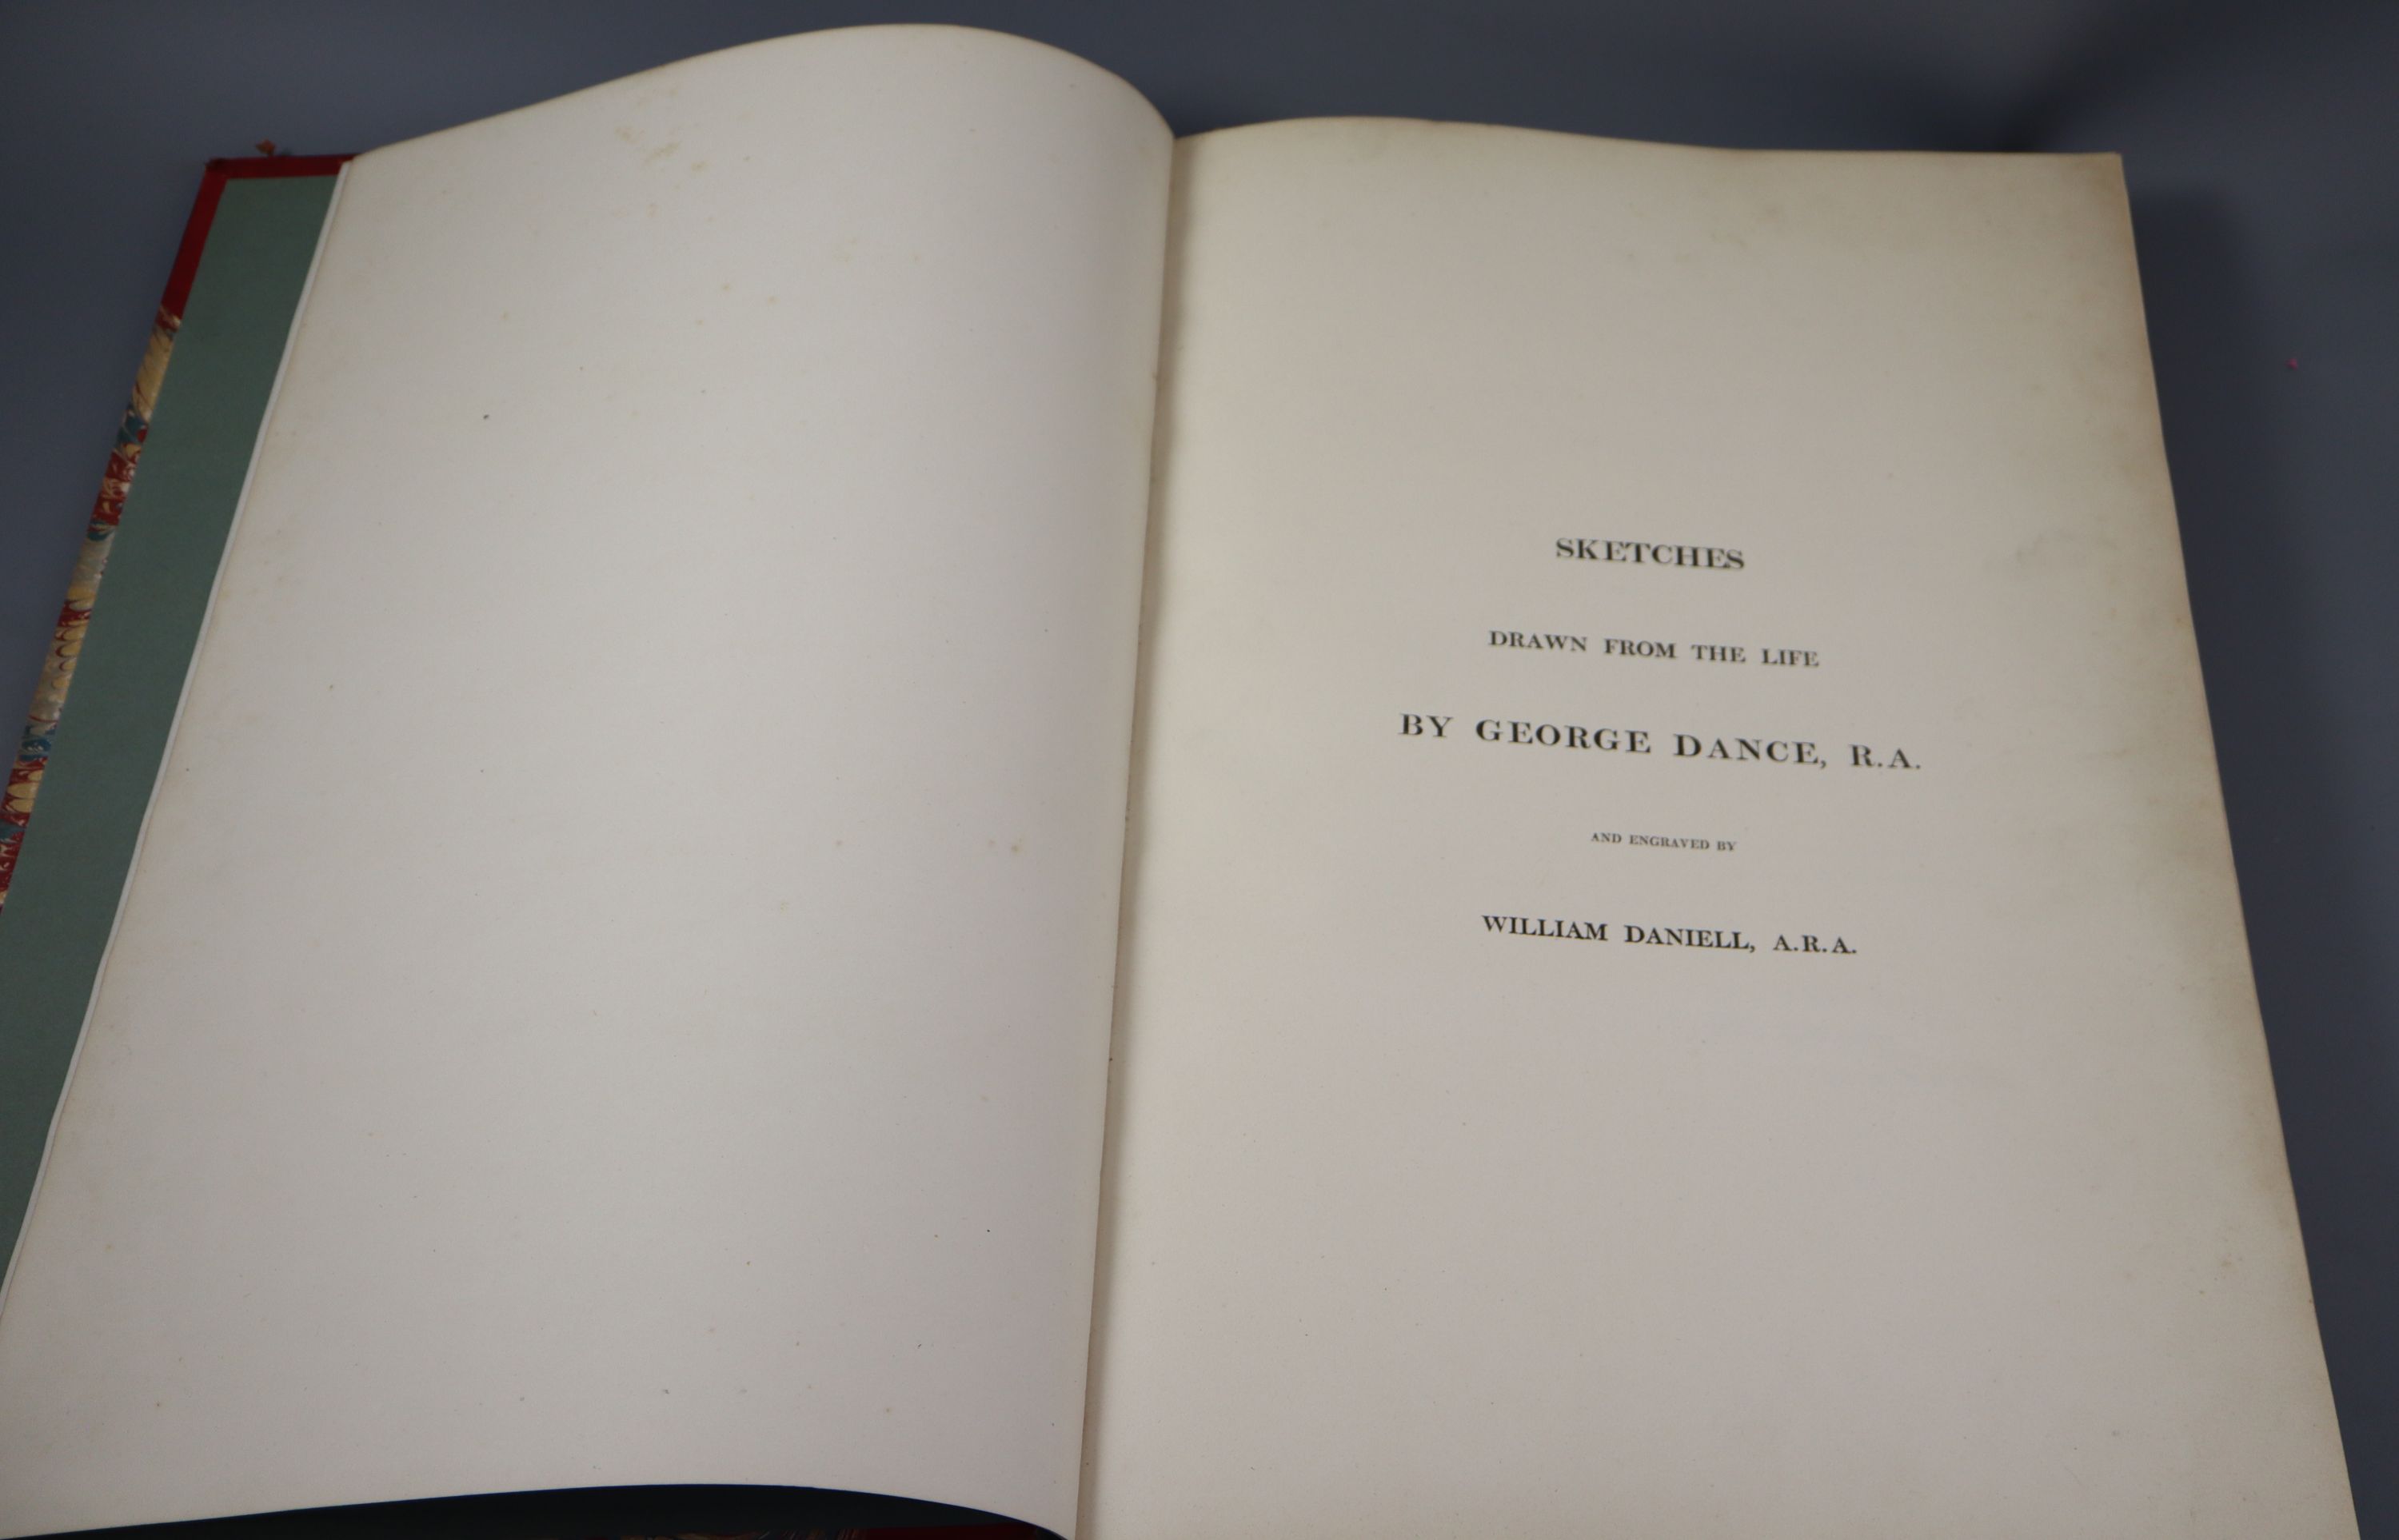 SKETCHES
DRAWN FROM THE LIFE
BY GEORGE DANCE, R.A.
AND ENGRAVED BY
WILLIAM DANIELL, A.R.A.